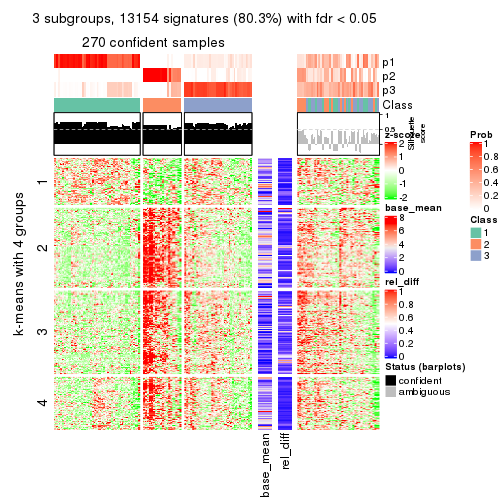 3 subgroups, 13154 signatures (80.3%) with fdr < 0.05
270 confident samples
p1
p2
p3
Class
1
0.5
0
Silhouette
score
k-means with 4 groups
1
2
3
4
base_mean
rel_diff
z-score
2
1
0
-1
-2
base_mean
8
6
4
2
0
rel_diff
1
0.8
0.6
0.4
0.2
0
Status (barplots)
confident
ambiguous
Prob
1
0.8
0.6
0.4
0.2
0
Class
1
2
3